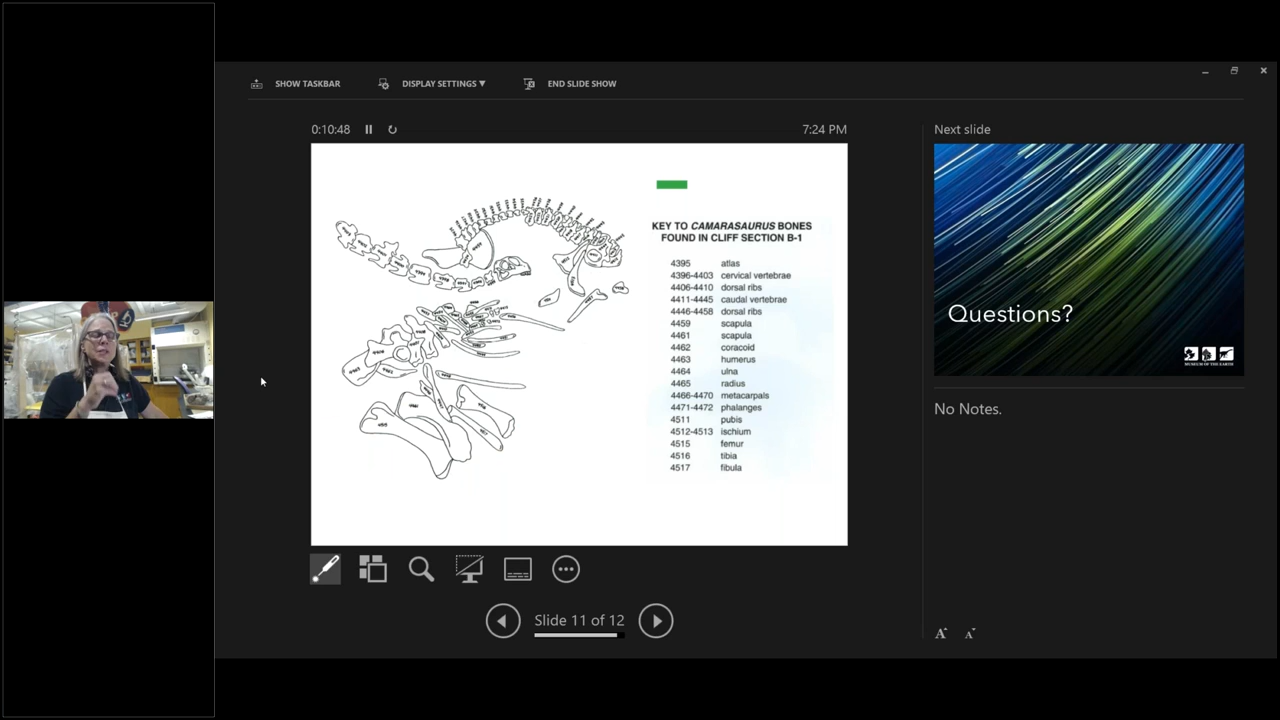 SHOW TASKBAR
DISPLAY SETTINGS ▼
END SLIDE SHOW
0:10:48
7:24 PM
KEY TO CAMARASAURUS BONES
FOUND IN CLIFF SECTION B-1
4395 atlas
4396-4403 cervical vertebrae
4406-4410 dorsal ribs
4411-4445 caudal vertebrae
4446-4458 dorsal ribs
4459 scapula
4461 scapula
4462 coracoid
4463 humerus
4464 ulna
4465 radius
4466-4470 metacarpals
4471-4472 phalanges
4511 pubis
4512-4513 ischium
4515 femur
4516 tibia
4517 fibula
Slide 11 of 12
Next slide
Questions?
MUSEUM OF THE EARTH
No Notes.
A A